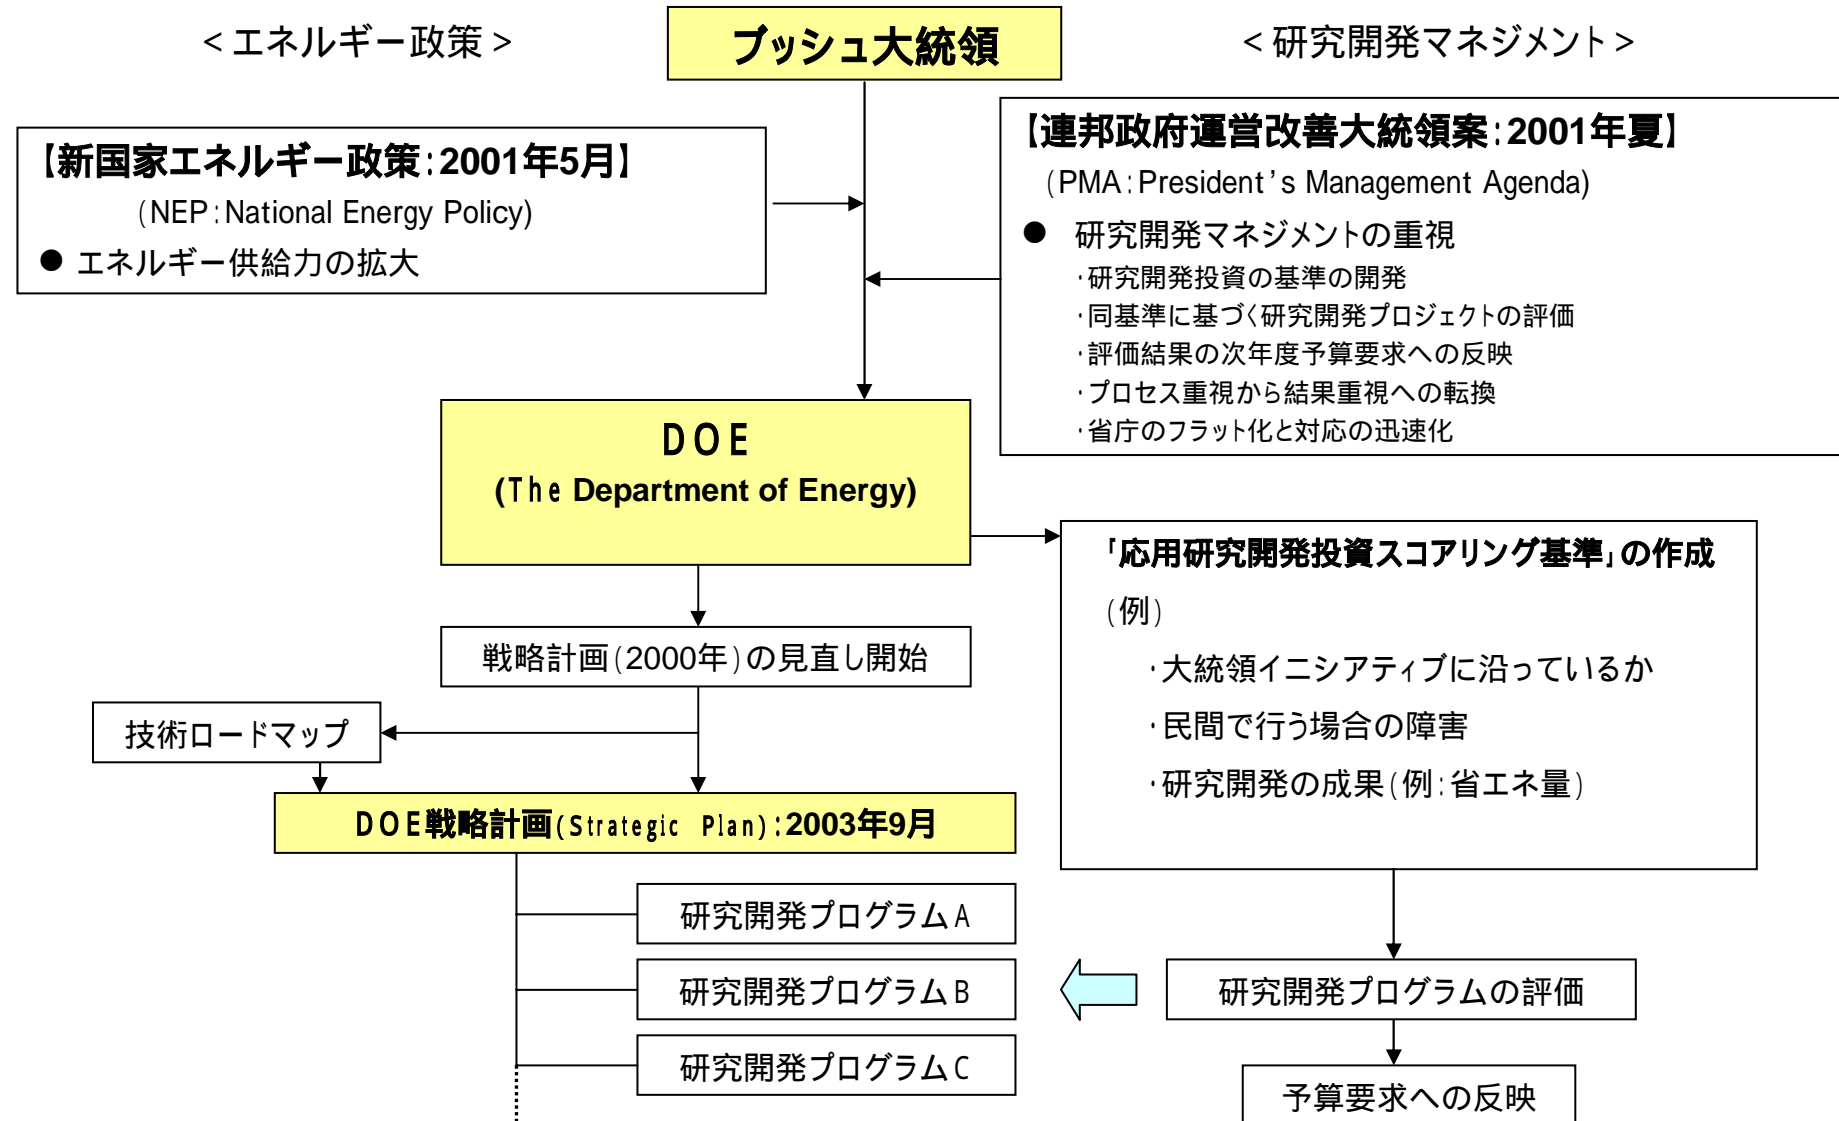 <エネルギー政策>
ブッシュ大統領
<研究開発マネジメント>
【新国家エネルギー政策:2001年5月】
(NEP:National Energy Policy)
● エネルギー供給力の拡大
【連邦政府運営改善大統領案:2001年夏】
(PMA:President’s Management Agenda)
● 研究開発マネジメントの重視
・研究開発投資の基準の開発
・同基準に基づく研究開発プロジェクトの評価
・評価結果の次年度予算要求への反映
・プロセス重視から結果重視への転換
・省庁のフラット化と対応の迅速化
DOE
(The Department of Energy)
「応用研究開発投資スコアリング基準」の作成
(例)
・大統領イニシアティブに沿っているか
・民間で行う場合の障害
・研究開発の成果(例:省エネ量)
戦略計画(2000年)の見直し開始
技術ロードマップ
DOE戦略計画(Strategic Plan):2003年9月
研究開発プログラムA
研究開発プログラムB
研究開発プログラムC
研究開発プログラムの評価
予算要求への反映